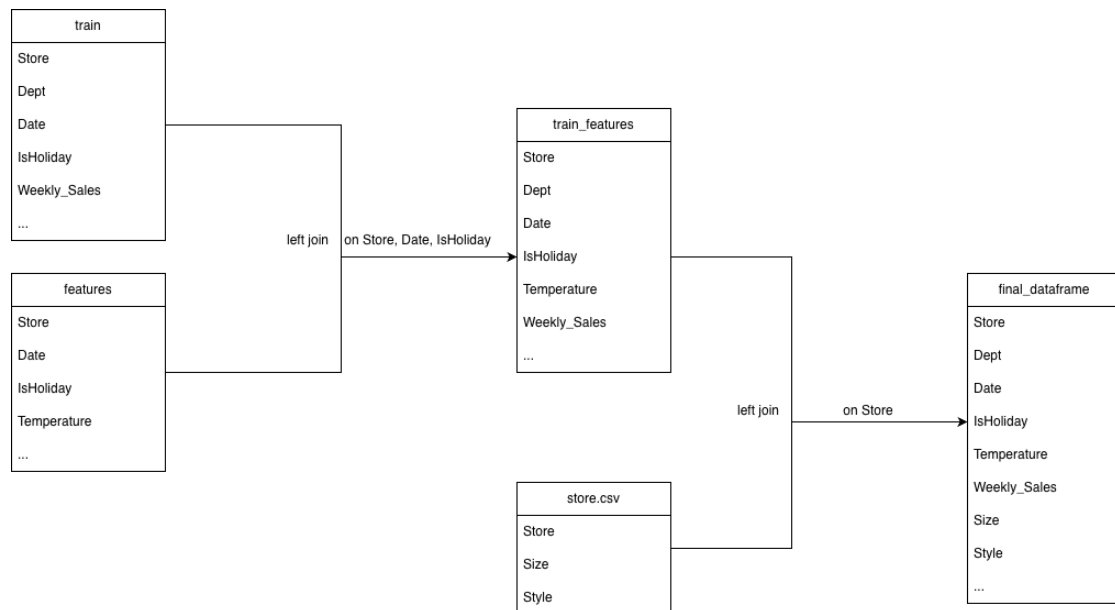 train
Store
Dept
Date
IsHoliday
Weekly_Sales
...
features
Store
Date
IsHoliday
Temperature
...
left join
on Store, Date, IsHoliday
train_features
Store
Dept
Date
IsHoliday
Temperature
Weekly_Sales
...
store.csv
Store
Size
Style
left join
on Store
final_dataframe
Store
Dept
Date
IsHoliday
Temperature
Weekly_Sales
Size
Style
...